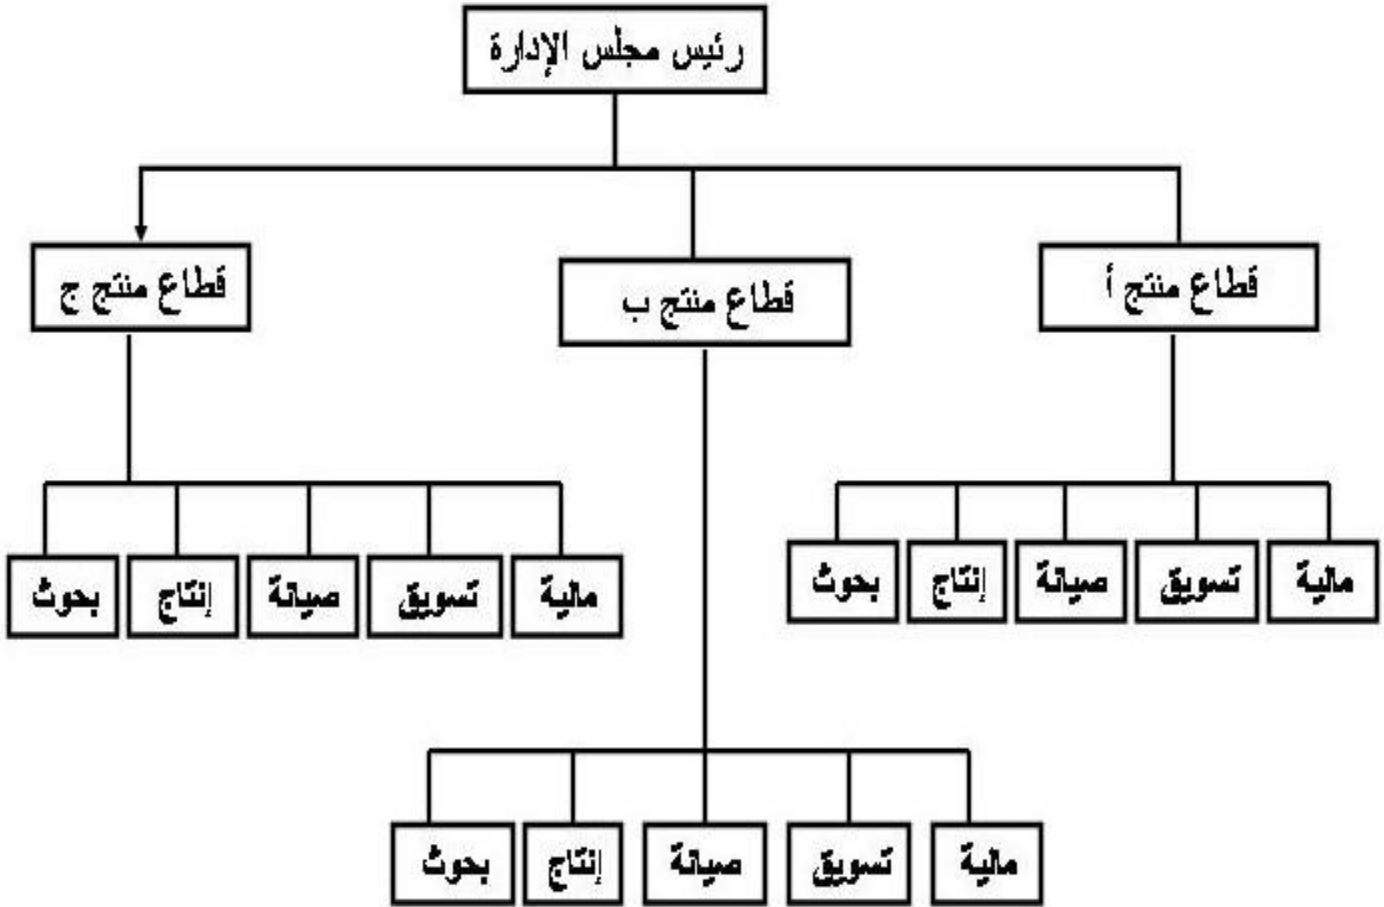 رئيس مجلس الإدارة
قطاع منتج أ
قطاع منتج ب
قطاع منتج ج
مالية
تسويق
صيانة
إنتاج
بحوث
مالية
تسويق
صيانة
إنتاج
بحوث
مالية
تسويق
صيانة
إنتاج
بحوث